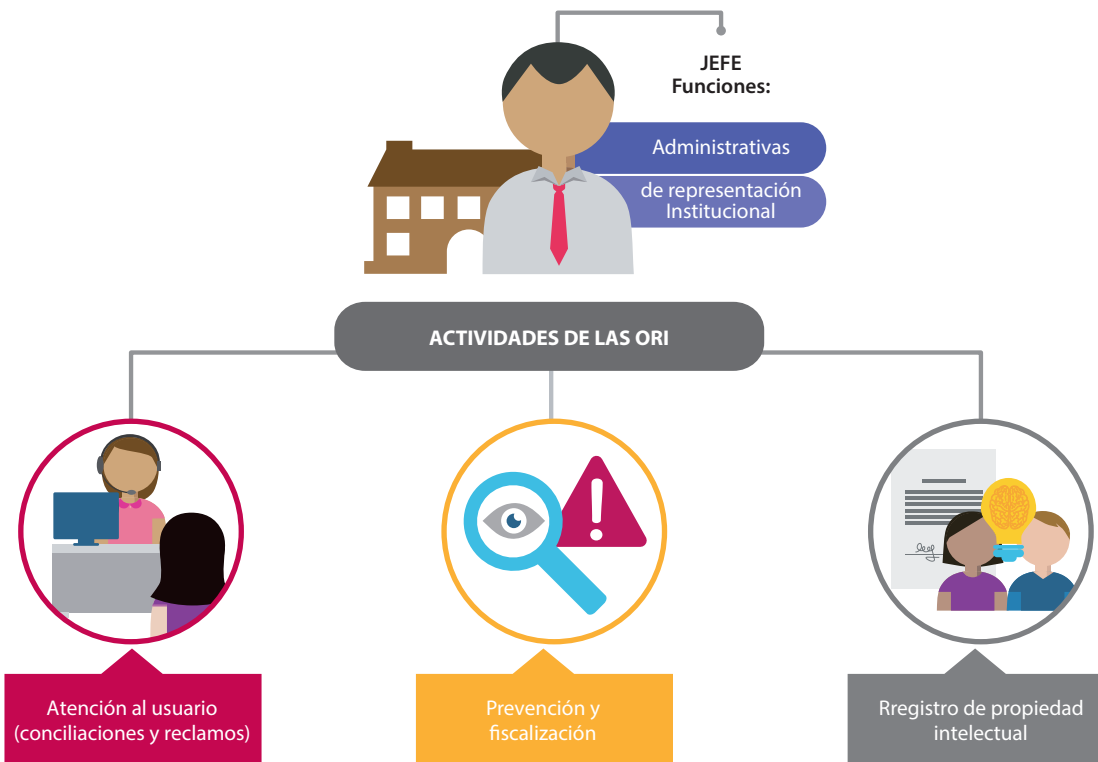 JEFE
Funciones:
Administrativas
de representación
Institucional
ACTIVIDADES DE LAS ORI
Atención al usuario
(conciliaciones y reclamos)
Prevención y
fiscalización
Rregistro de propiedad
intelectual